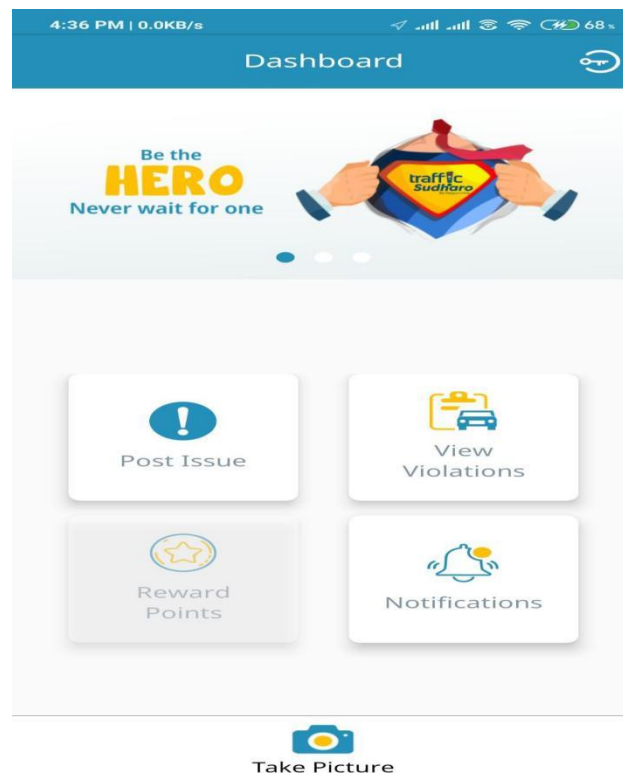 4:36 PM | 0.0KB/s
68%
Dashboard
Be the
HERO
Never wait for one
traffic
Sudharo
Post Issue
View
Violations
Reward
Points
Notifications
Take Picture